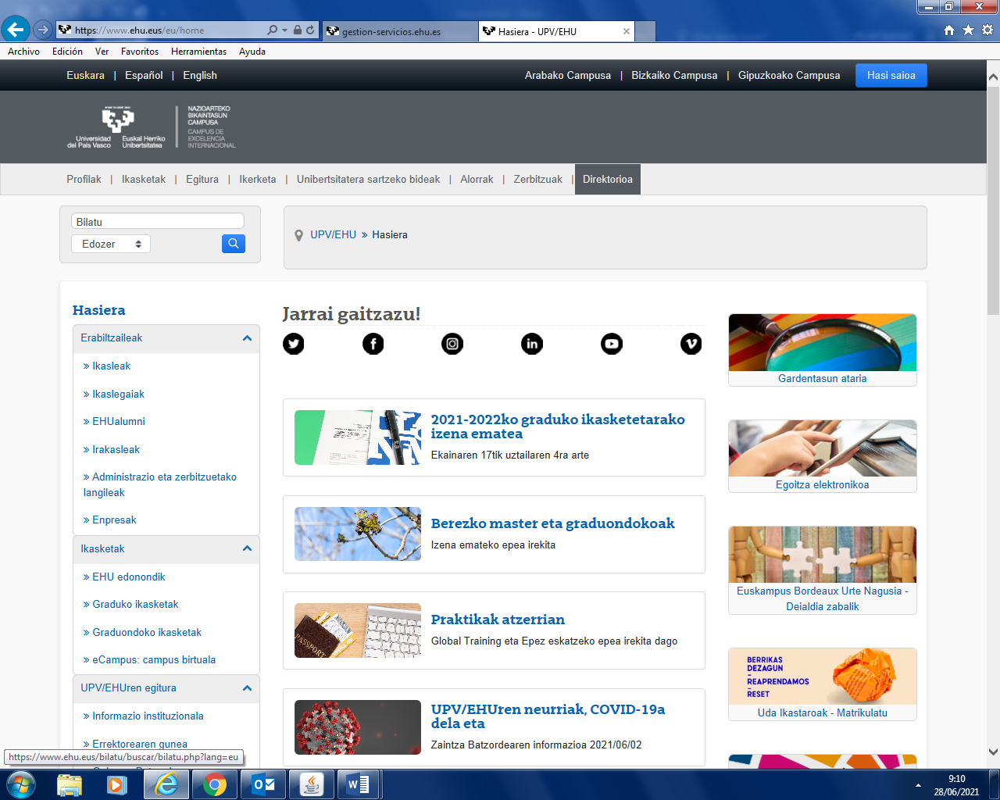 https://www.ehu.eus/eu/home
gestion-servicios.ehu.es
Hasiera - UPV/EHU
Archivo Edición Ver Favoritos Herramientas Ayuda
Euskara | Español | English
Arabako Campusa | Bizkaiko Campusa | Gipuzkoako Campusa
Hasi saioa
Universidad del País Vasco
Euskal Herriko Unibertsitatea
NAZIOARTEKO
BIKAINTASUN
CAMPUSA
CAMPUS DE
EXCELENCIA
INTERNACIONAL
Profilak | Ikasketak | Egitura | Ikerketa | Unibertsitatera sartzeko bideak | Alorrak | Zerbitzuak | Direktorioa
Bilatu
Edozer
UPV/EHU » Hasiera
Hasiera
Erabiltzaileak
» Ikasleak
» Ikaslegaiak
» EHUalumni
» Irakasleak
» Administrazio eta zerbitzuetako
langileak
» Enpresak
Ikasketak
» EHU edonondik
» Graduko ikasketak
» Graduondoko ikasketak
» eCampus: campus birtuala
UPV/EHUren egitura
» Informazio instituzionala
» Errektorearen gunea
Jarrai gaitzazu!
2021-2022ko graduko ikasketetarako
izena ematea
Ekainaren 17tik uztailaren 4ra arte
Berezko master eta graduondokoak
Izena emateko epea irekita
PASSPORT
Praktikak atzerrian
Global Training eta Epez eskatzeko epea irekita dago
UPV/EHUren neurriak, COVID-19a
dela eta
Zaintza Batzordearen informazioa 2021/06/02
Gardentasun ataria
Egoitza elektronikoa
Euskampus Bordeaux Urte Nagusia -
Deialdia zabalik
BERRIKAS
DEZAGUN
-
REAPRENDAMOS
-
RESET
Uda Ikastaroak - Matrikulatu
https://www.ehu.eus/bilatu/buscar/bilatu.php?lang=eu
9:10
28/06/2021